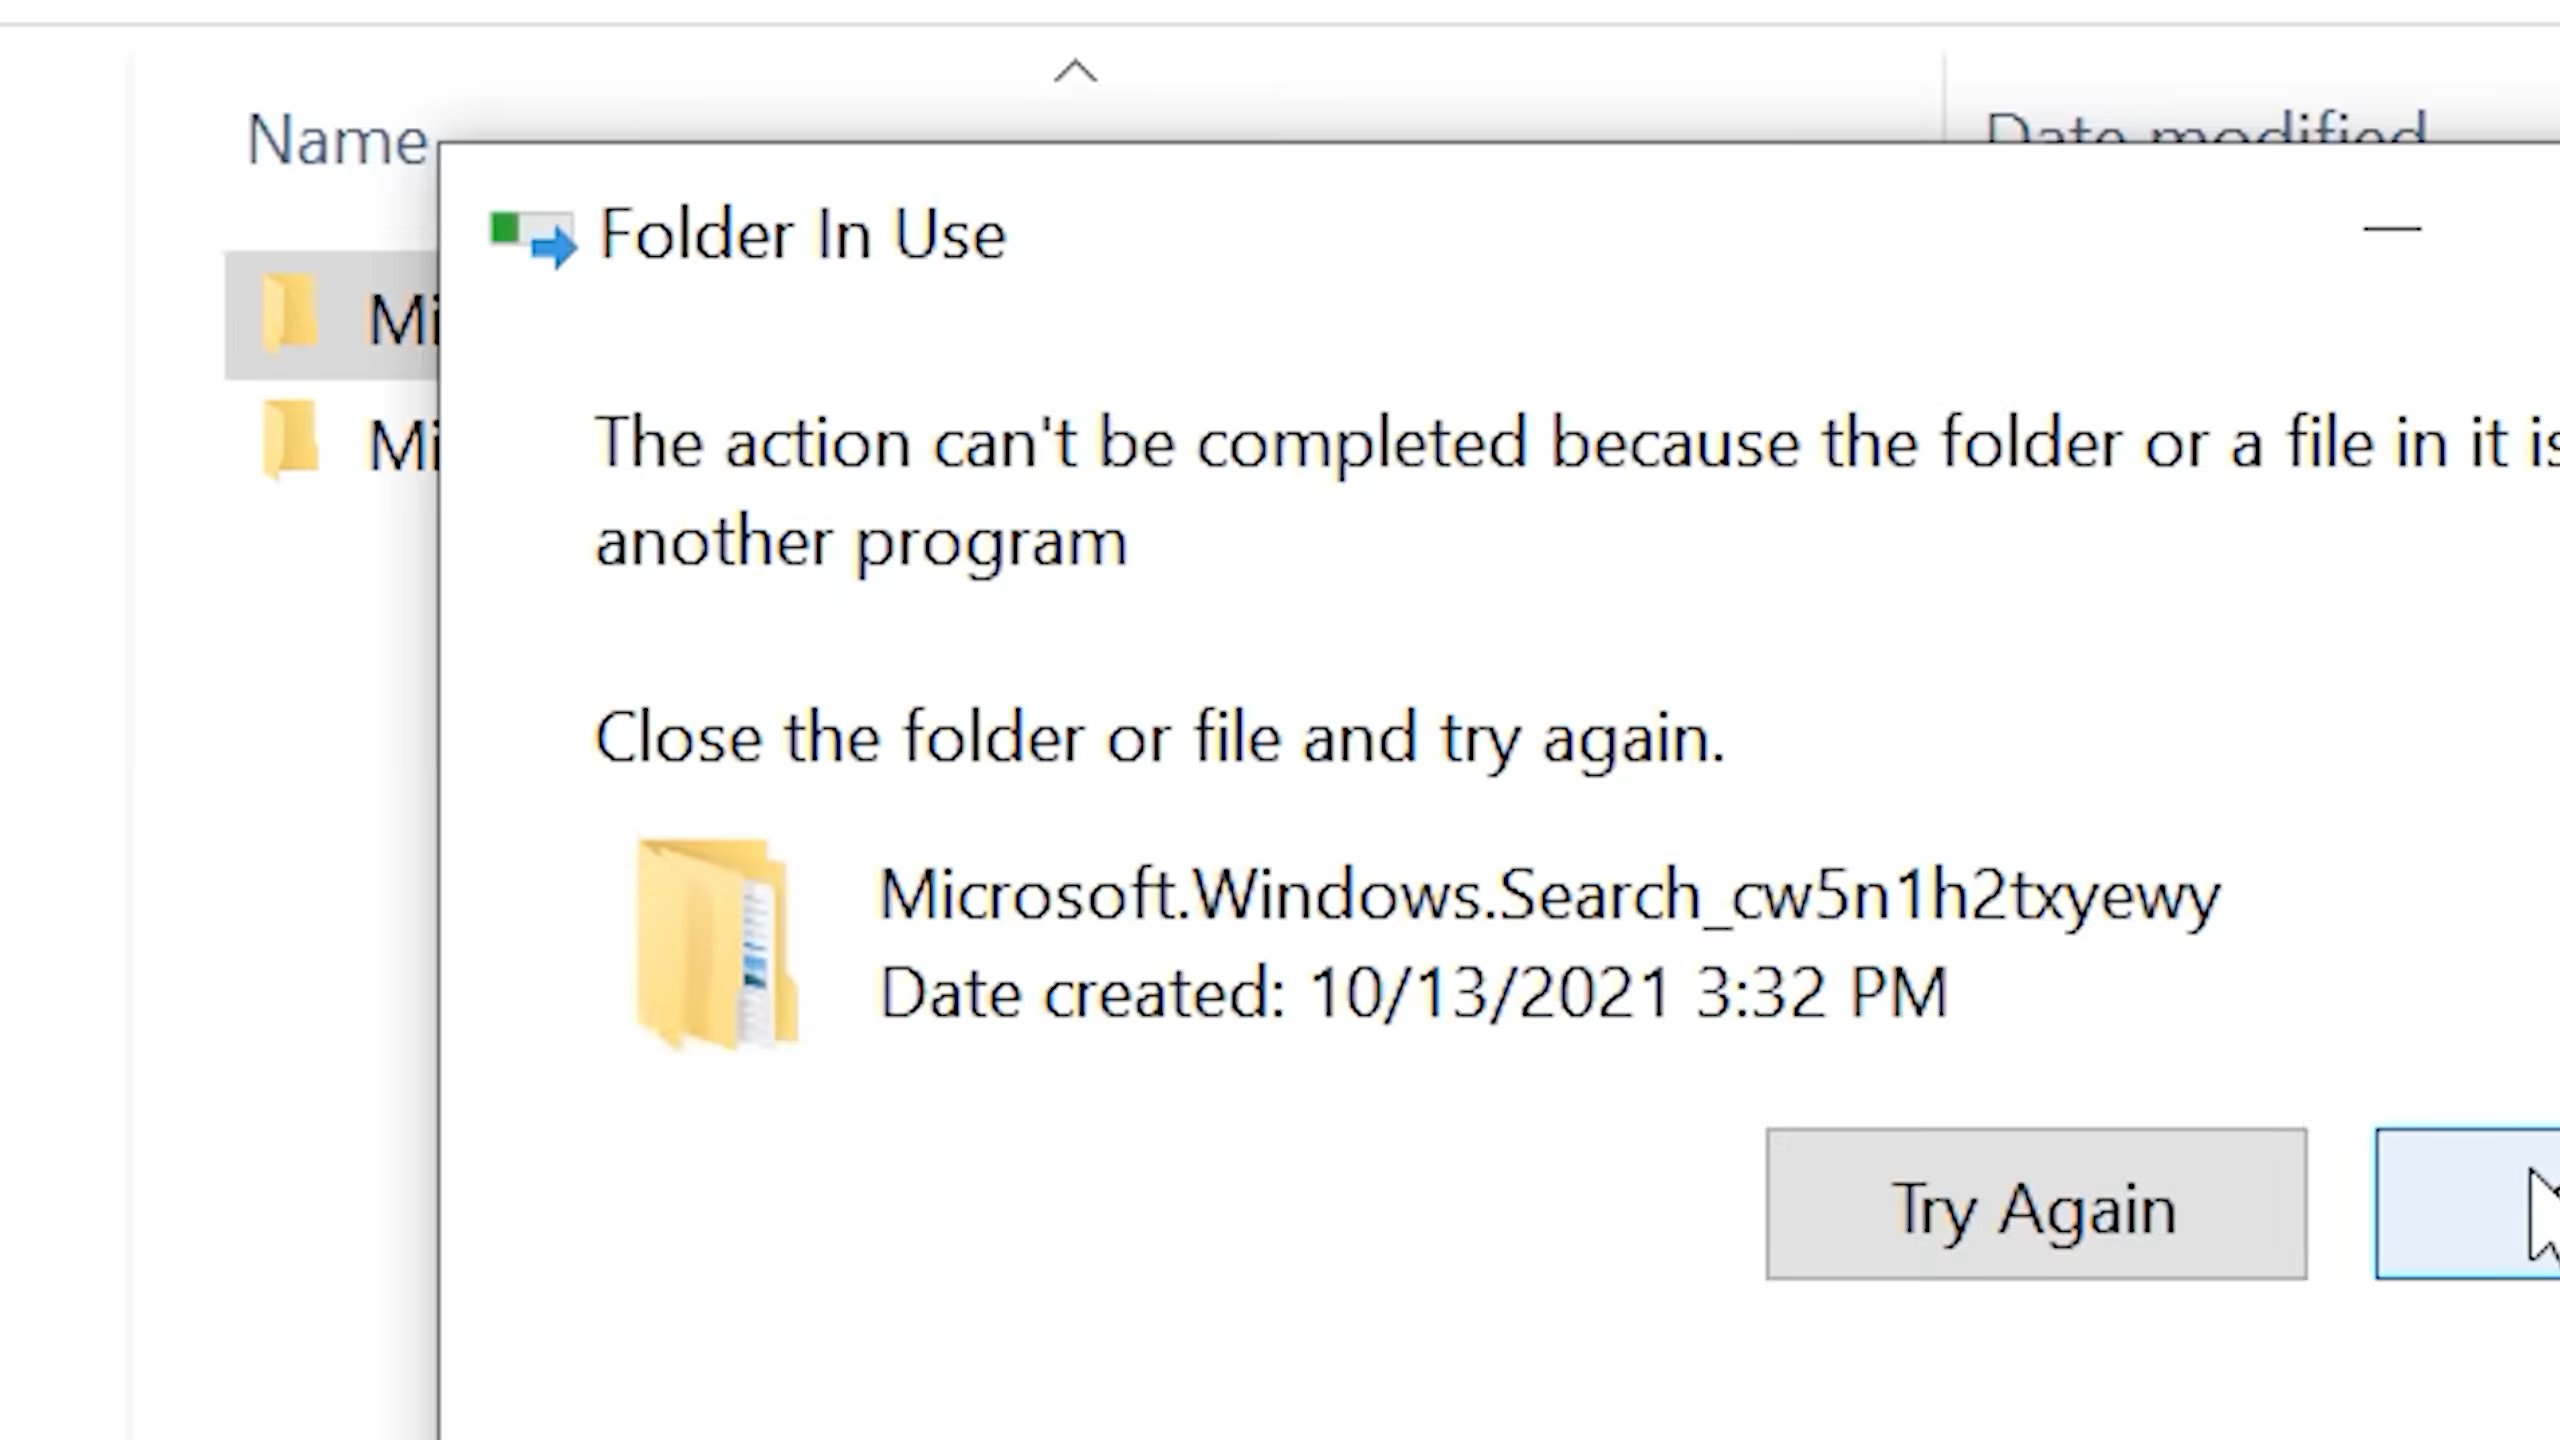 Name
Date modified
Folder In Use
Mi
The action can't be completed because the folder or a file in it is
another program
Mi
Close the folder or file and try again.
Microsoft.Windows.Search_cw5n1h2txyewy
Date created: 10/13/2021 3:32 PM
Try Again